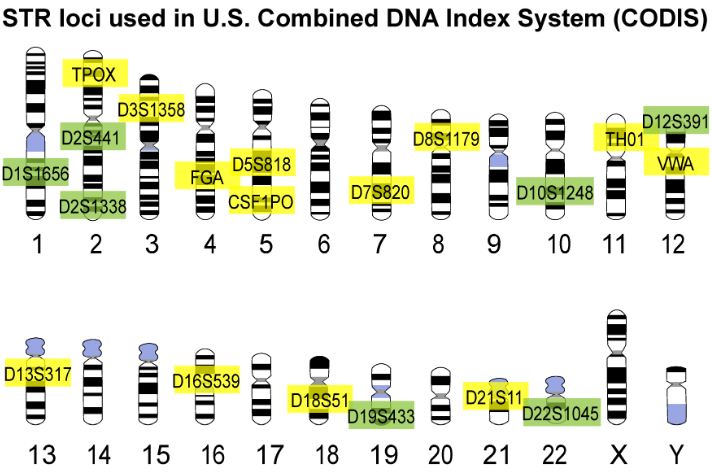 STR loci used in U.S. Combined DNA Index System (CODIS)
TPOX
D3S1358
D2S441
D1S1656
D2S1338
FGA
D5S818
CSF1PO
D7S820
D8S1179
D10S1248
TH01
D12S391
VWA
1 2 3 4 5 6 7 8 9 10 11 12
D13S317
D16S539
D18S51
D19S433
D21S11
D22S1045
13 14 15 16 17 18 19 20 21 22 X Y